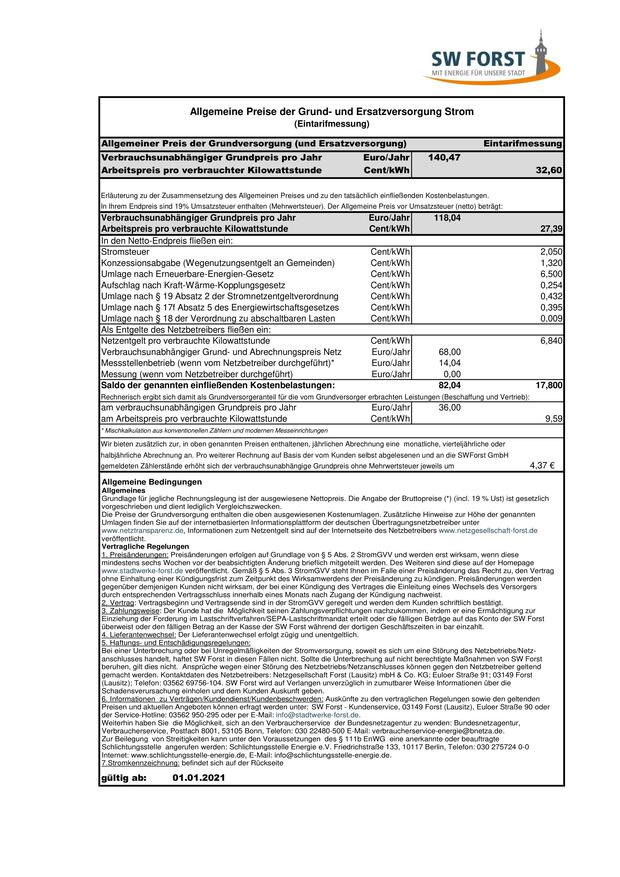 SW FORST
MIT ENERGIE FÜR UNSERE STADT
Allgemeine Preise der Grund- und Ersatzversorgung Strom
(Eintarifmessung)
Allgemeiner Preis der Grundversorgung (und Ersatzversorgung) Eintarifmessung
Verbrauchsunabhängiger Grundpreis pro Jahr Euro/Jahr 140,47
Arbeitspreis pro verbrauchter Kilowattstunde Cent/kWh 32,60
Erläuterung zu der Zusammensetzung des Allgemeinen Preises und zu den tatsächlich einfließenden Kostenbelastungen.
In Ihrem Endpreis sind 19% Umsatzsteuer enthalten (Mehrwertsteuer). Der Allgemeine Preis vor Umsatzsteuer (netto) beträgt:
Verbrauchsunabhängiger Grundpreis pro Jahr Euro/Jahr 118,04
Arbeitspreis pro verbrauchte Kilowattstunde Cent/kWh 27,39
In den Netto-Endpreis fließen ein:
Stromsteuer Cent/kWh 2,050
Konzessionsabgabe (Wegenutzungsentgelt an Gemeinden) Cent/kWh 1,320
Umlage nach Erneuerbare-Energien-Gesetz Cent/kWh 6,500
Aufschlag nach Kraft-Wärme-Kopplungsgesetz Cent/kWh 0,254
Umlage nach § 19 Absatz 2 der Stromnetzentgeltverordnung Cent/kWh 0,432
Umlage nach § 17f Absatz 5 des Energiewirtschaftsgesetzes Cent/kWh 0,395
Umlage nach § 18 der Verordnung zu abschaltbaren Lasten Cent/kWh 0,009
Als Entgelte des Netzbetreibers fließen ein:
Netzentgelt pro verbrauchte Kilowattstunde Cent/kWh 6,840
Verbrauchsunabhängiger Grund- und Abrechnungspreis Netz Euro/Jahr 68,00
Messstellenbetrieb (wenn vom Netzbetreiber durchgeführt)* Euro/Jahr 14,04
Messung (wenn vom Netzbetreiber durchgeführt) Euro/Jahr 0,00
Saldo der genannten einfließenden Kostenbelastungen: 82,04 17,800
Rechnerisch ergibt sich damit als Grundversorgeranteil für die vom Grundversorger erbrachten Leistungen (Beschaffung und Vertrieb):
am verbrauchsunabhängigen Grundpreis pro Jahr Euro/Jahr 36,00
am Arbeitspreis pro verbrauchte Kilowattstunde Cent/kWh 9,59
* Mischkalkulation aus konventionellen Zählern und modernen Messeinrichtungen
Wir bieten zusätzlich zur, in oben genannten Preisen enthaltenen, jährlichen Abrechnung eine monatliche, vierteljährliche oder
halbjährliche Abrechnung an. Pro weiterer Rechnung auf Basis der vom Kunden selbst abgelesenen und an die SWForst GmbH
gemeldeten Zählerstände erhöht sich der verbrauchsunabhängige Grundpreis ohne Mehrwertsteuer jeweils um 4,37 €
Allgemeine Bedingungen
Allgemeines
Grundlage für jegliche Rechnungslegung ist der ausgewiesene Nettopreis. Die Angabe der Bruttopreise (*) (incl. 19 % Ust) ist gesetzlich
vorgeschrieben und dient lediglich Vergleichszwecken.
Die Preise der Grundversorgung enthalten die oben ausgewiesenen Kostenumlagen. Zusätzliche Hinweise zur Höhe der genannten
Umlagen finden Sie auf der internetbasierten Informationsplattform der deutschen Übertragungsnetzbetreiber unter
www.netztransparenz.de, Informationen zum Netzentgelt sind auf der Internetseite des Netzbetreibers www.netzgesellschaft-forst.de
veröffentlicht.
Vertragliche Regelungen
1. Preisänderungen: Preisänderungen erfolgen auf Grundlage von § 5 Abs. 2 StromGVV und werden erst wirksam, wenn diese
mindestens sechs Wochen vor der beabsichtigten Änderung brieflich mitgeteilt werden. Des Weiteren sind diese auf der Homepage
www.stadtwerke-forst.de veröffentlicht. Gemäß § 5 Abs. 3 StromGVV steht Ihnen im Falle einer Preisänderung das Recht zu, den Vertrag
ohne Einhaltung einer Kündigungsfrist zum Zeitpunkt des Wirksamwerdens der Preisänderung zu kündigen. Preisänderungen werden
gegenüber demjenigen Kunden nicht wirksam, der bei einer Kündigung des Vertrages die Einleitung eines Wechsels des Versorgers
durch entsprechenden Vertragsschluss innerhalb eines Monats nach Zugang der Kündigung nachweist.
2. Vertrag: Vertragsbeginn und Vertragsende sind in der StromGVV geregelt und werden dem Kunden schriftlich bestätigt.
3. Zahlungsweise: Der Kunde hat die Möglichkeit seinen Zahlungsverpflichtungen nachzukommen, indem er eine Ermächtigung zur
Einziehung der Forderung im Lastschriftverfahren/SEPA-Lastschriftmandat erteilt oder die fälligen Beträge auf das Konto der SW Forst
überweist oder den fälligen Betrag an der Kasse der SW Forst während der dortigen Geschäftszeiten in bar einzahlt.
4. Lieferantenwechsel: Der Lieferantenwechsel erfolgt zügig und unentgeltlich.
5. Haftungs- und Entschädigungsregelungen:
Bei einer Unterbrechung oder bei Unregelmäßigkeiten der Stromversorgung, soweit es sich um eine Störung des Netzbetriebs/Netz-
anschlusses handelt, haftet SW Forst in diesen Fällen nicht. Sollte die Unterbrechung auf nicht berechtigte Maßnahmen von SW Forst
beruhen, gilt dies nicht. Ansprüche wegen einer Störung des Netzbetriebs/Netzanschlusses können gegen den Netzbetreiber geltend
gemacht werden. Kontaktdaten des Netzbetreibers: Netzgesellschaft Forst (Lausitz) mbH & Co. KG; Euloer Straße 91; 03149 Forst
(Lausitz); Telefon: 03562 69756-104. SW Forst wird auf Verlangen unverzüglich in zumutbarer Weise Informationen über die
Schadensverursachung einholen und dem Kunden Auskunft geben.
6. Informationen zu Verträgen/Kundendienst/Kundenbeschwerden: Auskünfte zu den vertraglichen Regelungen sowie den geltenden
Preisen und aktuellen Angeboten können erfragt werden unter: SW Forst - Kundenservice, 03149 Forst (Lausitz), Euloer Straße 90 oder
der Service-Hotline: 03562 950-295 oder per E-Mail: info@stadtwerke-forst.de.
Weiterhin haben Sie die Möglichkeit, sich an den Verbraucherservice der Bundesnetzagentur zu wenden: Bundesnetzagentur,
Verbraucherservice, Postfach 8001, 53105 Bonn, Telefon: 030 22480-500 E-Mail: verbraucherservice-energie@bnetza.de.
Zur Beilegung von Streitigkeiten kann unter den Voraussetzungen des § 111b EnWG eine anerkannte oder beauftragte
Schlichtungsstelle angerufen werden: Schlichtungsstelle Energie e.V. Friedrichstraße 133, 10117 Berlin, Telefon: 030 275724 0-0
Internet: www.schlichtungsstelle-energie.de, E-Mail: info@schlichtungsstelle-energie.de.
7.Stromkennzeichnung: befindet sich auf der Rückseite
gültig ab: 01.01.2021